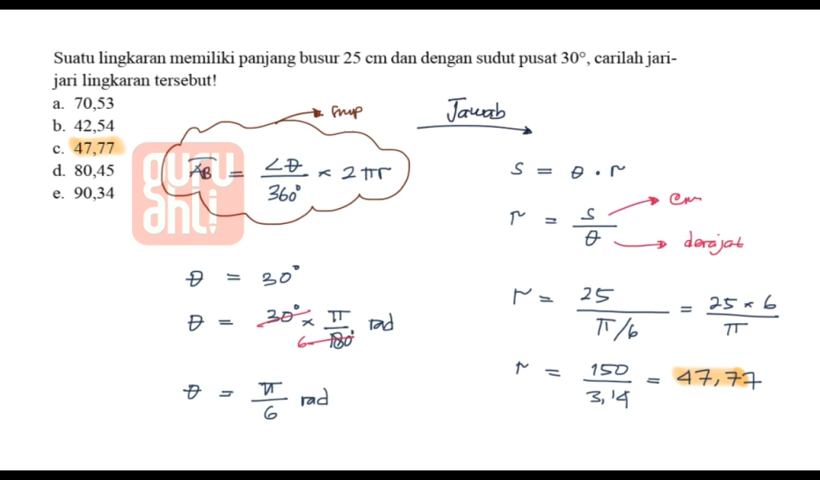 Suatu lingkaran memiliki panjang busur 25 cm dan dengan sudut pusat 30°, carilah jari-
jari lingkaran tersebut!
a. 70,53
b. 42,54
c. 47,77
d. 80,45
e. 90,34
guru
ahli
AB = ∠θ / 360° × 2πr
θ = 30°
θ = 30° × π / 180° rad
6
θ = π / 6 rad
Jawab
s = θ · r
r = s / θ
cm
derajat
r = 25 / π/6 = 25 × 6 / π
r = 150 / 3,14 = 47,77